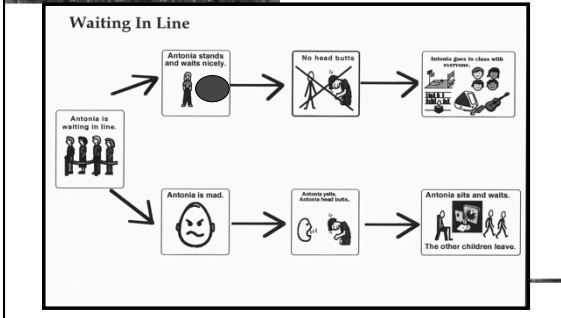 Waiting In Line
Antonia stands
and waits nicely.
No head butts
Antonia goes to class with
everyone.
Antonia is
waiting in line.
Antonia is mad.
Antonia yells.
Antonia head butts.
Antonia sits and waits.
The other children leave.